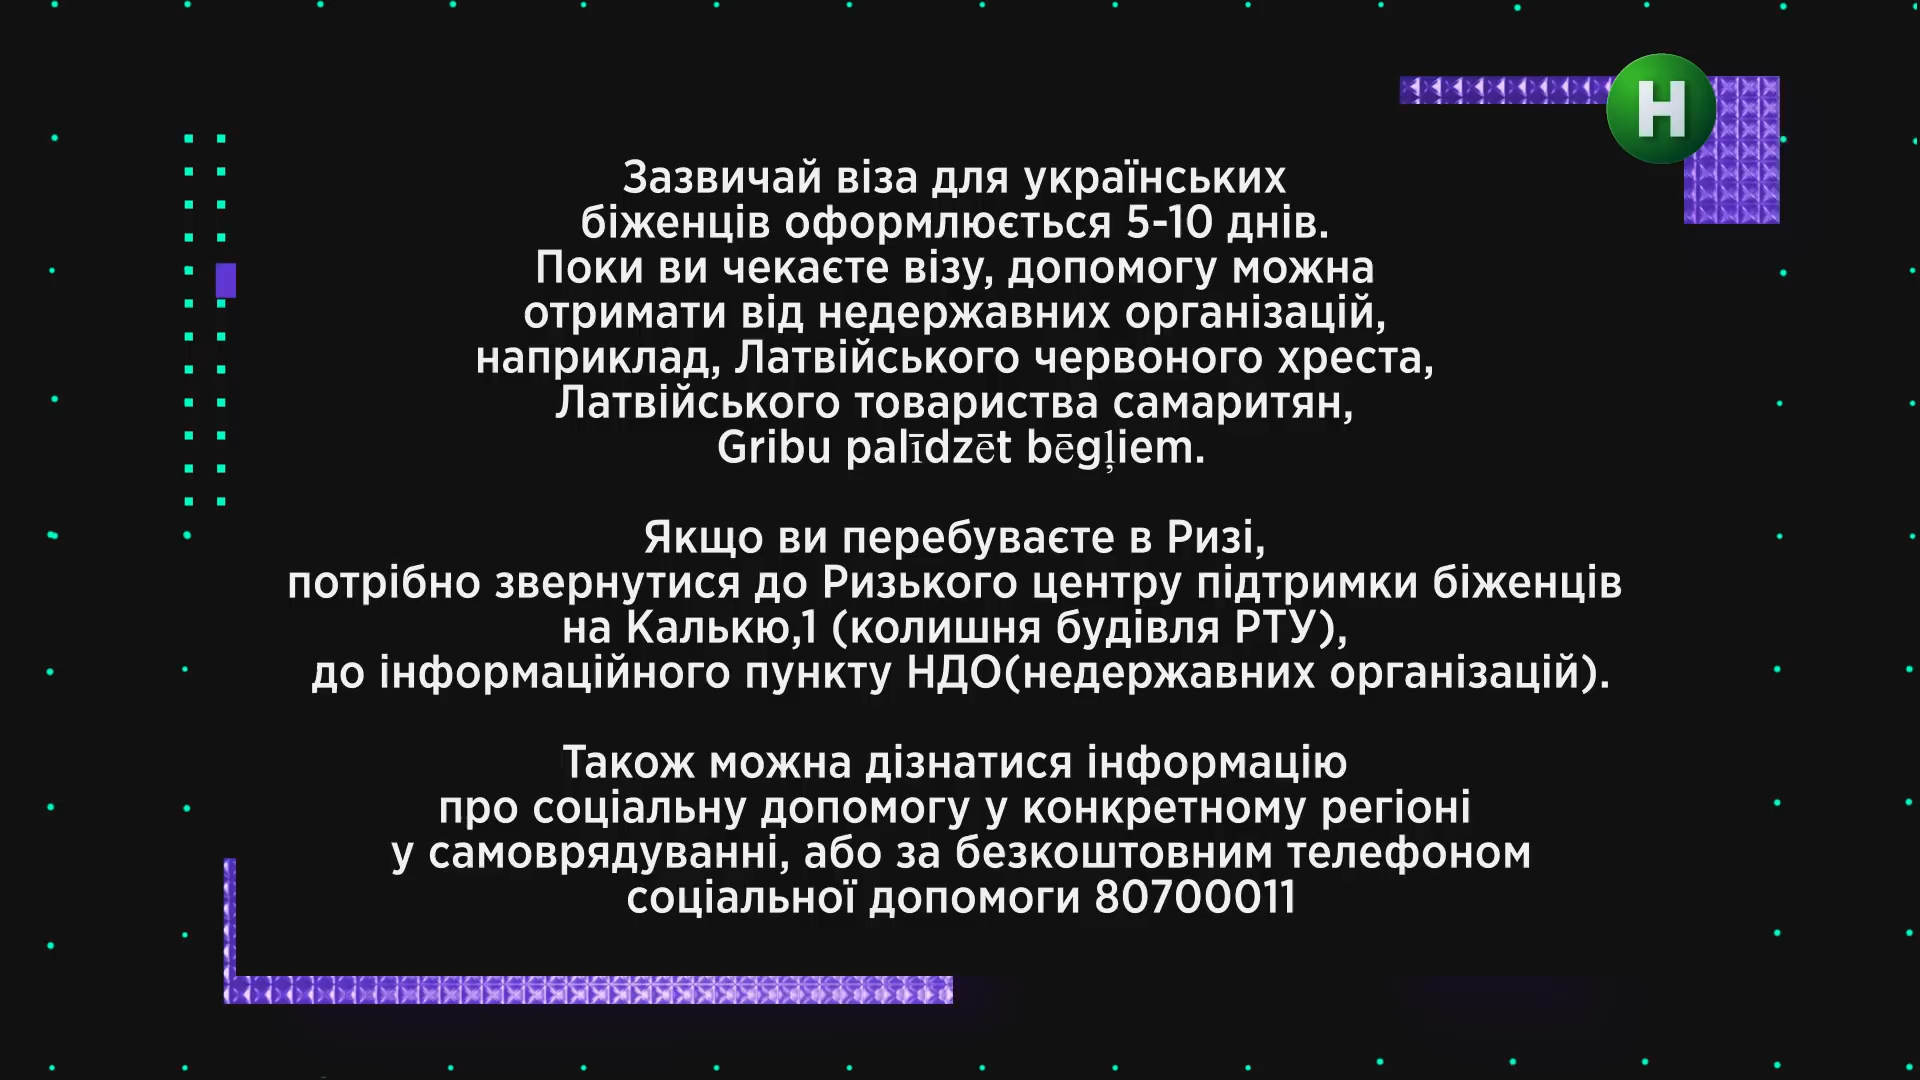 Н
Зазвичай віза для українських
біженців оформлюється 5-10 днів.
Поки ви чекаєте візу, допомогу можна
отримати від недержавних організацій,
наприклад, Латвійського червоного хреста,
Латвійського товариства самаритян,
Gribu palīdzēt bēgļiem.
Якщо ви перебуваєте в Ризі,
потрібно звернутися до Ризького центру підтримки біженців
на Калькю,1 (колишня будівля РТУ),
до інформаційного пункту НДО(недержавних організацій).
Також можна дізнатися інформацію
про соціальну допомогу у конкретному регіоні
у самоврядуванні, або за безкоштовним телефоном
соціальної допомоги 80700011